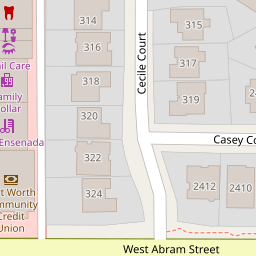 314
316
318
320
322
324
Cecile Court
315
317
319
Casey Co
2412
2410
West Abram Street
il Care
amily
ollar
Ensenada
t Worth
ommunity
Credit
Union